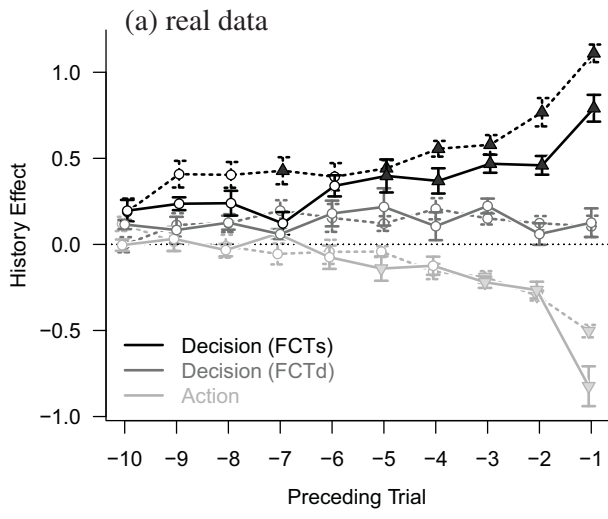 (a) real data
1.0
0.5
0.0
−0.5
−1.0
History Effect
Decision (FCTs)
Decision (FCTd)
Action
−10 −9 −8 −7 −6 −5 −4 −3 −2 −1
Preceding Trial